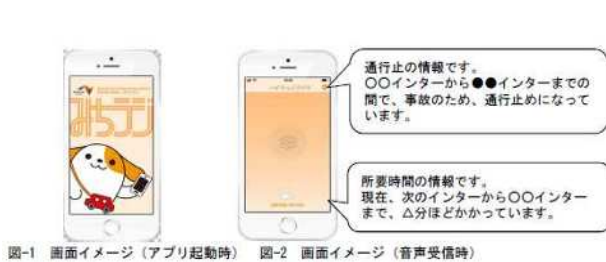 みちラジ
通行止の情報です。
〇〇インターから●●インターまでの
間で、事故のため、通行止めになって
います。
所要時間の情報です。
現在、次のインターから〇〇インター
まで、△分ほどかかっています。
図-1 画面イメージ（アプリ起動時） 図-2 画面イメージ（音声受信時）